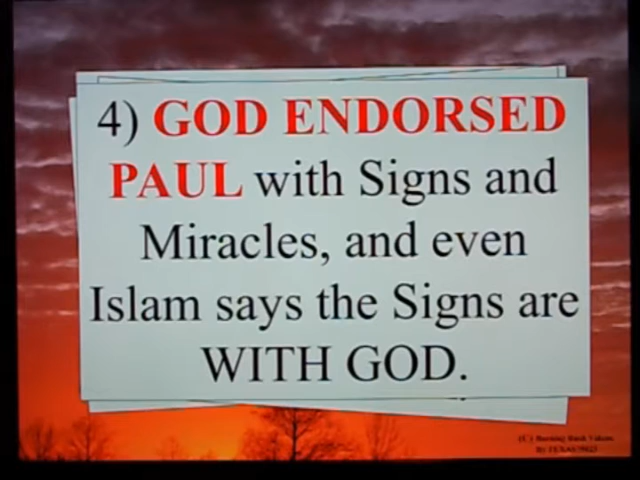 4) GOD ENDORSED
PAUL with Signs and
Miracles, and even
Islam says the Signs are
WITH GOD.